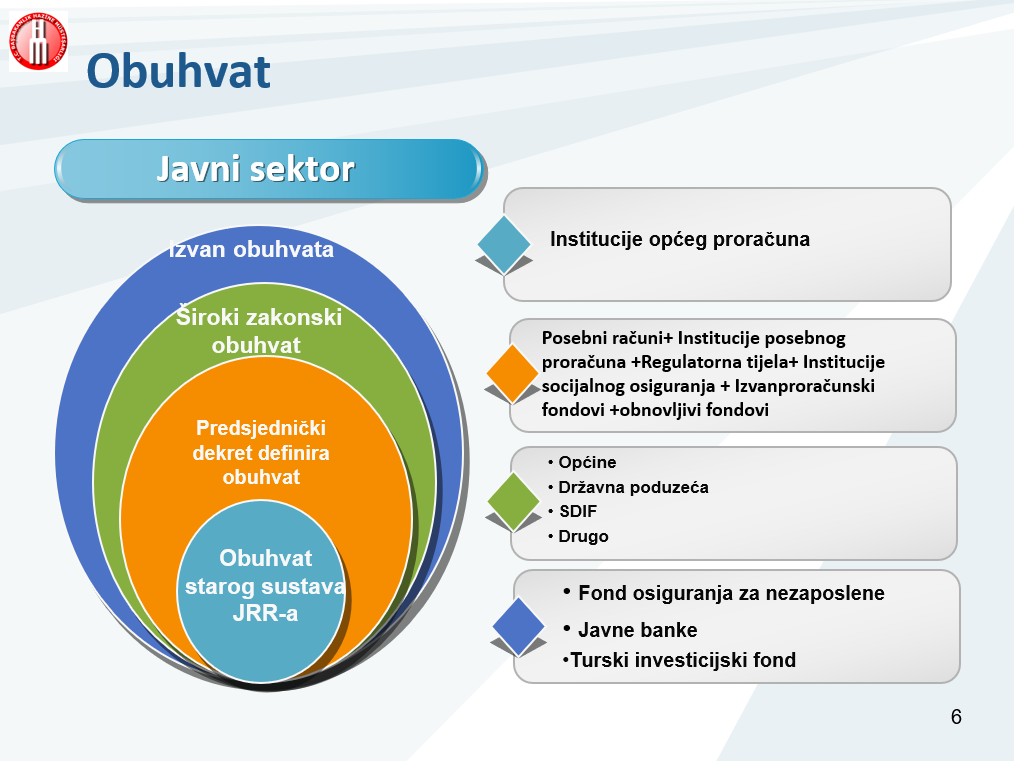 Obuhvat
Javni sektor
Izvan obuhvata
Široki zakonski
obuhvat
Predsjednički
dekret definira
obuhvat
Obuhvat
starog sustava
JRR-a
Institucije općeg proračuna
Posebni računi+ Institucije posebnog
proračuna +Regulatorna tijela+ Institucije
socijalnog osiguranja + Izvanproračunski
fondovi +obnovljivi fondovi
• Općine
• Državna poduzeća
• SDIF
• Drugo
• Fond osiguranja za nezaposlene
• Javne banke
•Turski investicijski fond
6